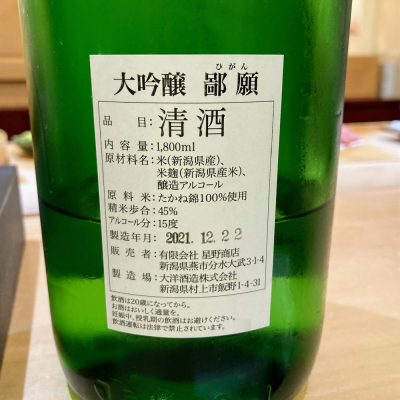 ひがん
大吟醸 鄙願
品目:清酒
内容量:1,800ml
原材料名:米(新潟県産)、
米麹(新潟県産米)、
醸造アルコール
原料米:たかね錦100%使用
精米歩合:45%
アルコール分:15度
製造年月:2021.12.22
販売者:有限会社 星野商店
新潟県燕市分水大武3-1-4
製造場:大洋酒造株式会社
新潟県村上市飯野1-4-31
飲酒は20歳になってから。
お酒はおいしく適量を。
妊娠中、授乳期の飲酒はお避けください。
飲酒運転は法律で禁止されています。